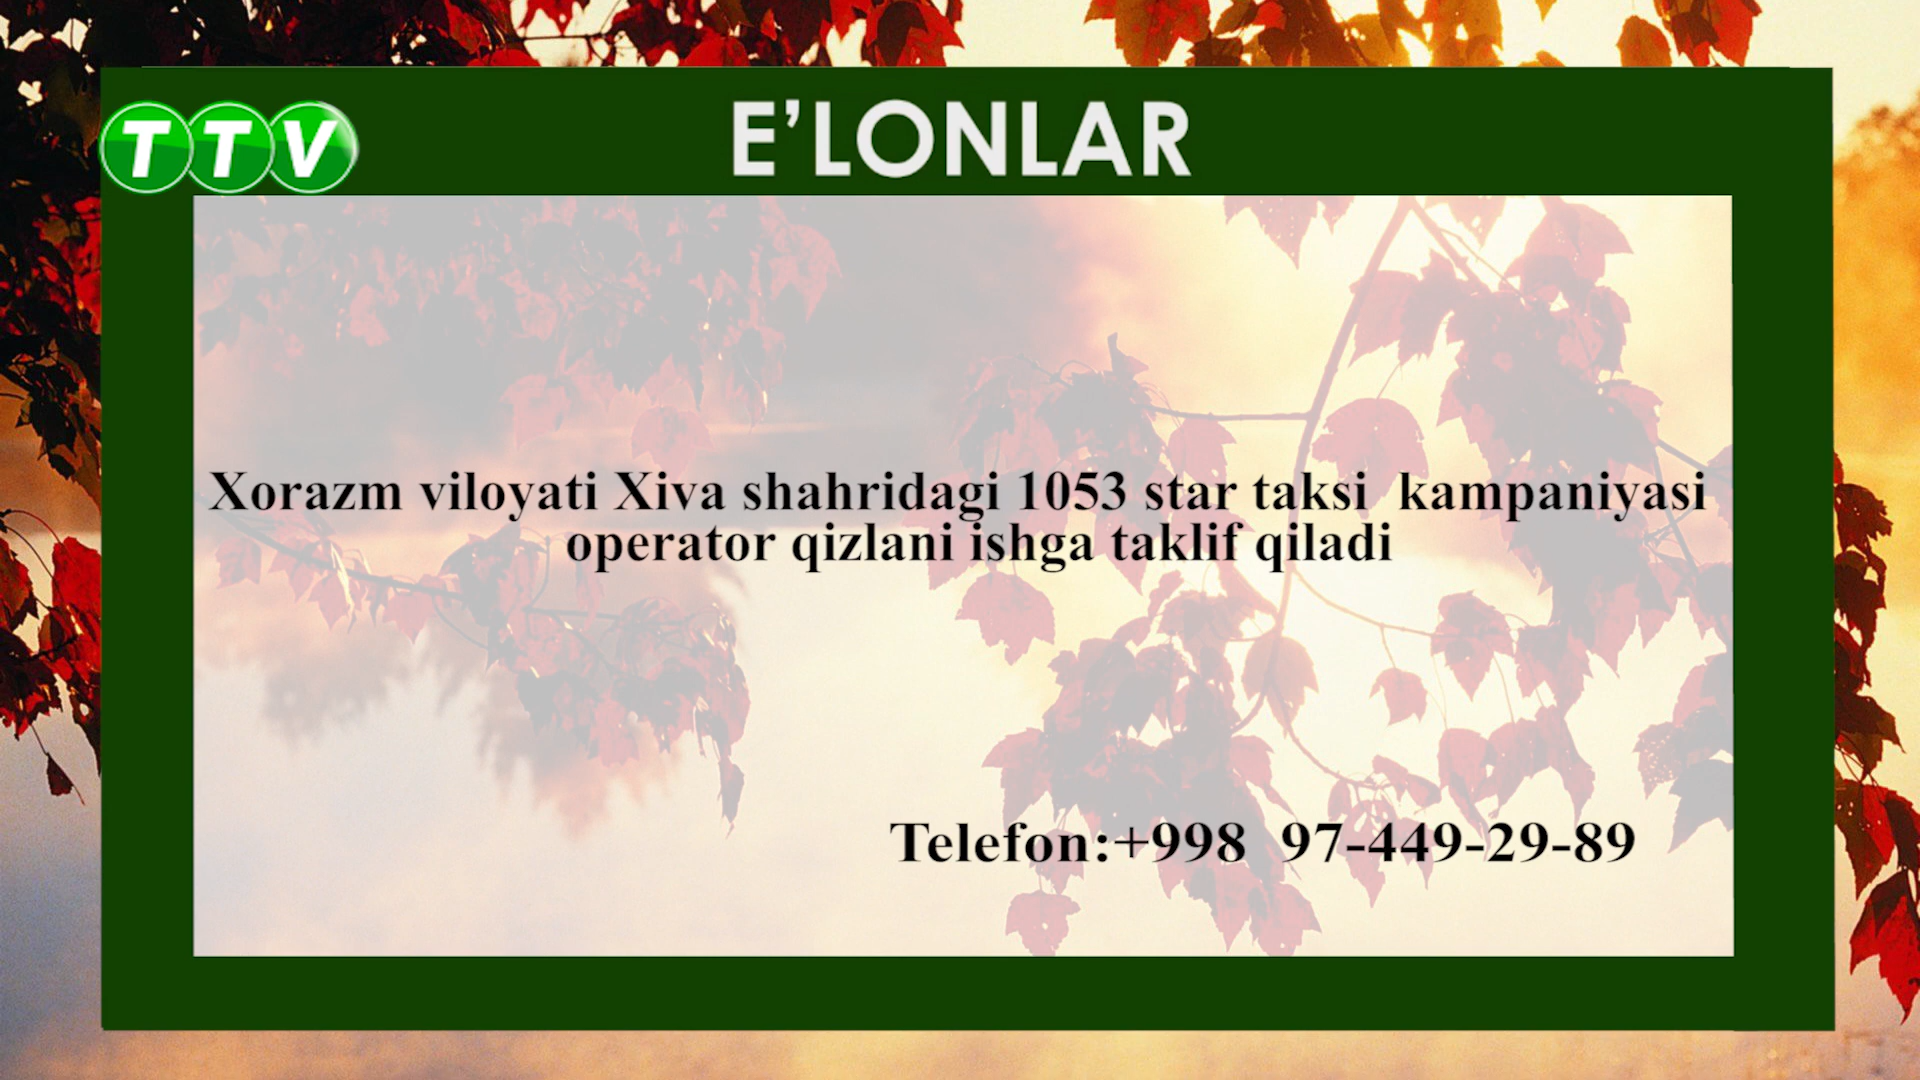 TTV
E’LONLAR
Xorazm viloyati Xiva shahridagi 1053 star taksi  kampaniyasi
operator qizlani ishga taklif qiladi
Telefon:+998  97-449-29-89